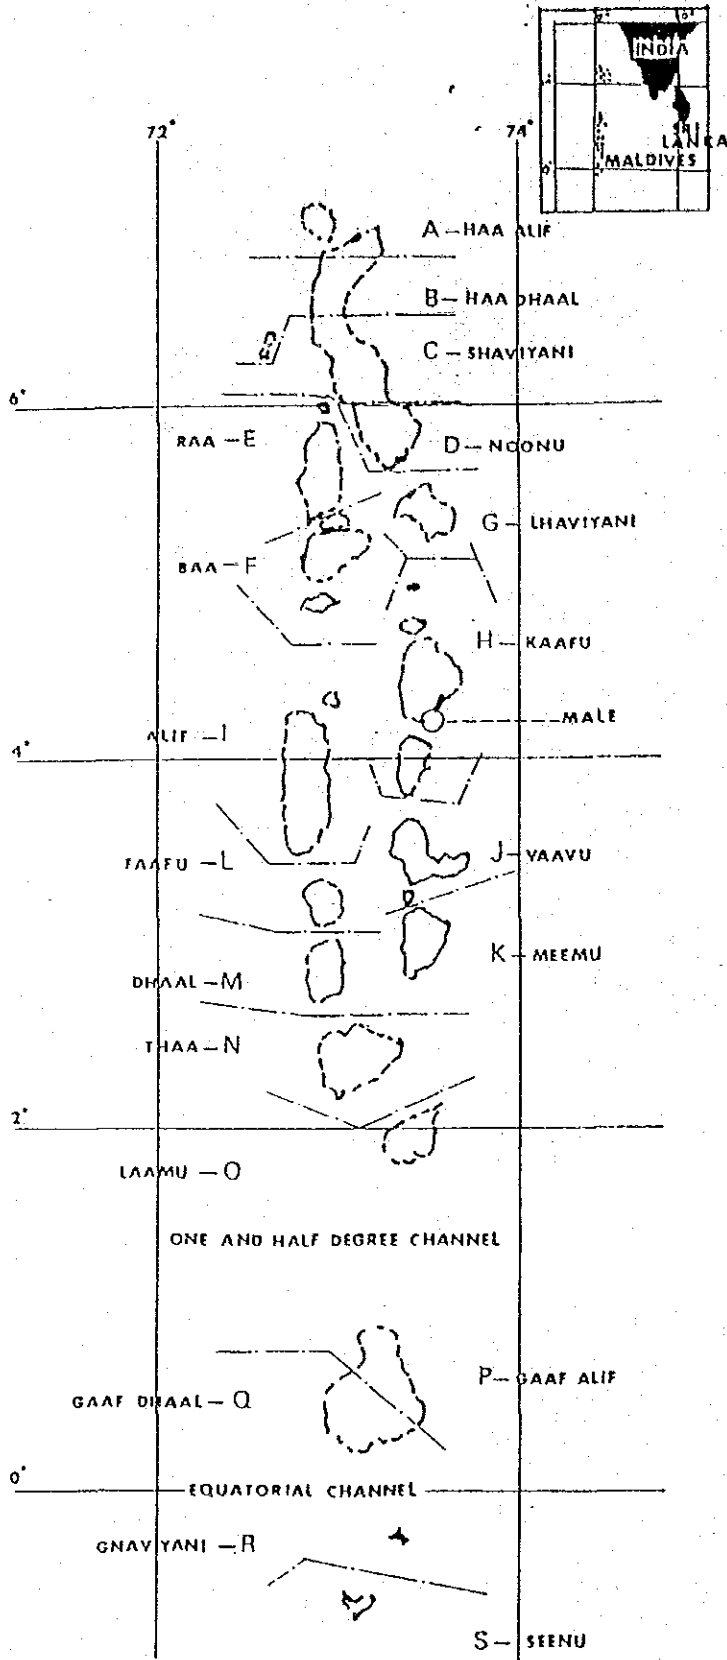 INDIA
LANKA
MALDIVES
72°
74°
A – HAA ALIF
B – HAA DHAAL
C – SHAVIYANI
6°
RAA – E
D – NOONU
G – LHAVIYANI
BAA – F
H – KAAFU
MALE
ALIF – I
4°
J – VAAVU
FAAFU – L
K – MEEMU
DHAAL – M
THAA – N
2°
LAAMU – O
ONE AND HALF DEGREE CHANNEL
P – GAAF ALIF
GAAF DHAAL – Q
0°
EQUATORIAL CHANNEL
GNAVIYANI – R
S – SEENU